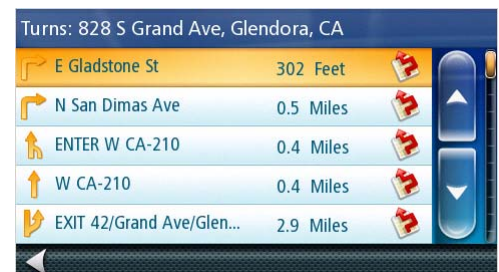 Turns: 828 S Grand Ave, Glendora, CA
E Gladstone St 302 Feet
N San Dimas Ave 0.5 Miles
ENTER W CA-210 0.4 Miles
W CA-210 0.4 Miles
EXIT 42/Grand Ave/Glen... 2.9 Miles